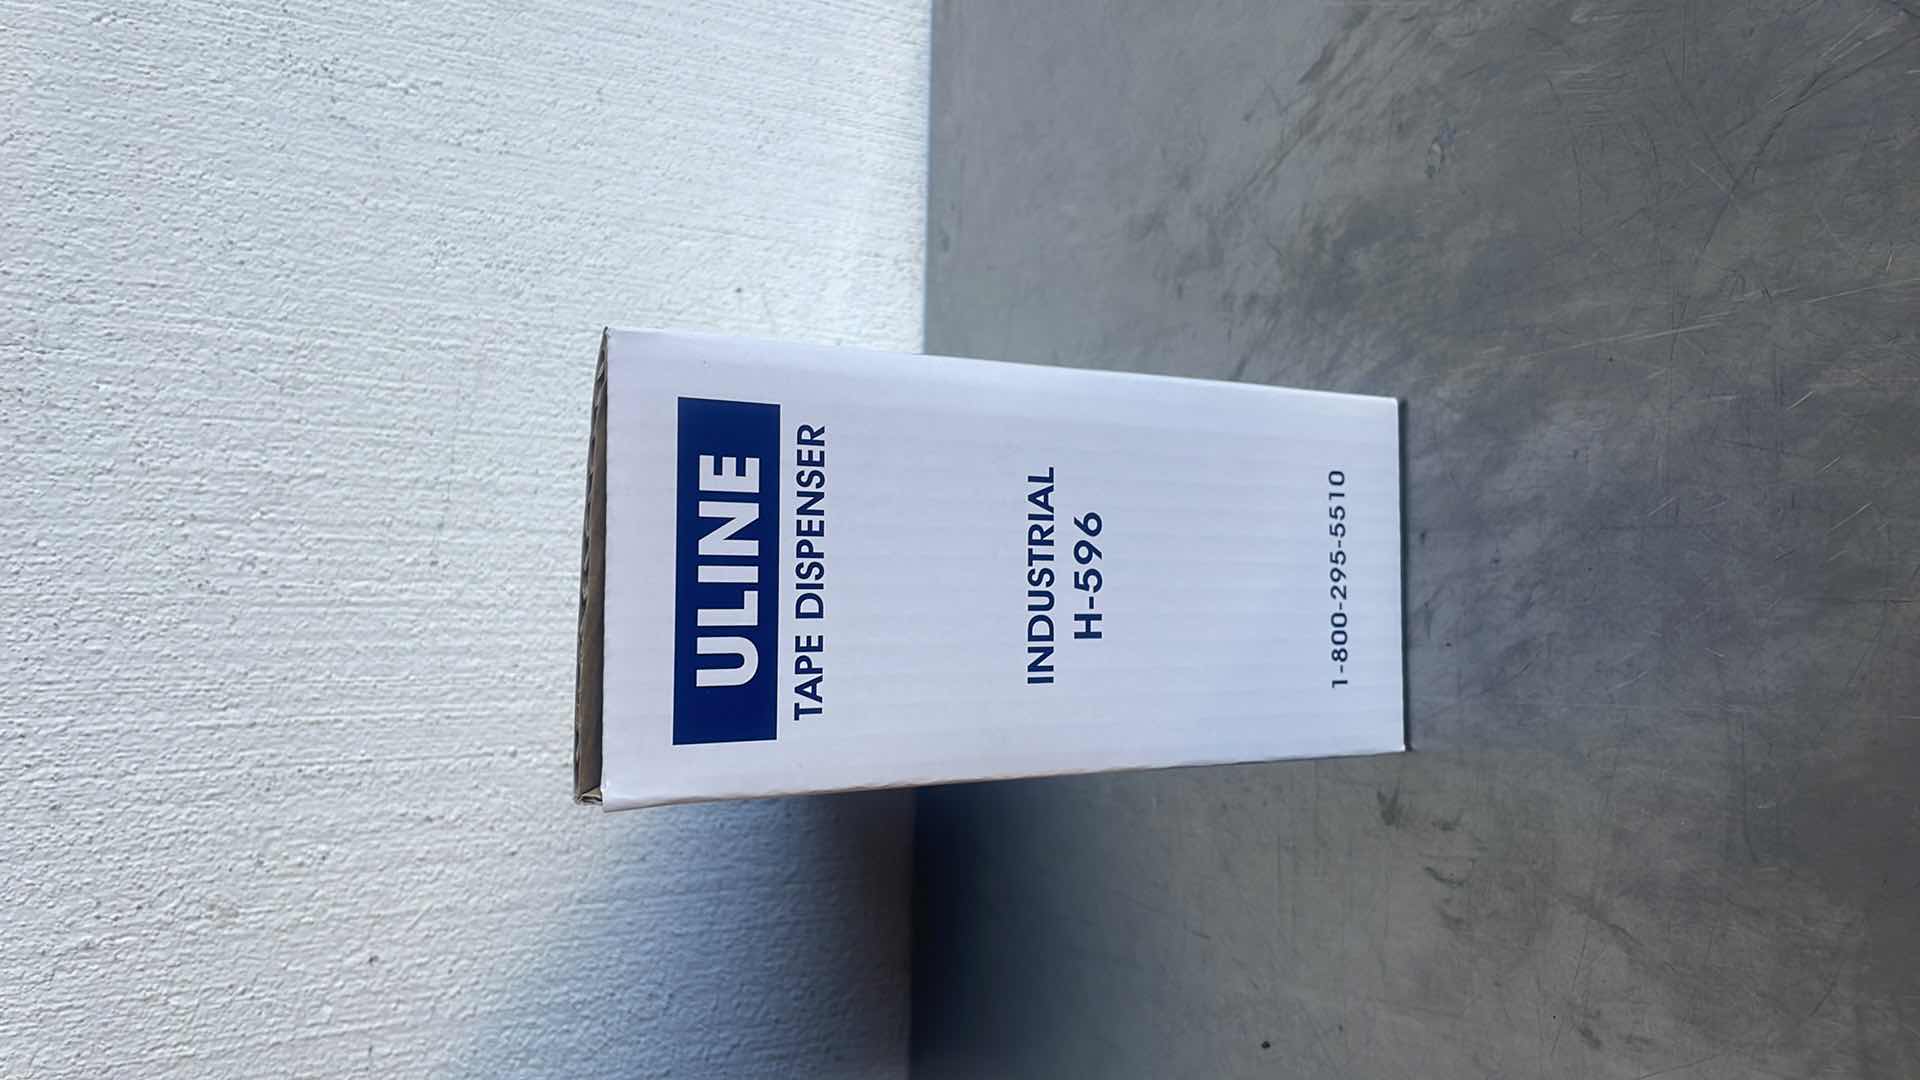 ULINE
TAPE DISPENSER
INDUSTRIAL
H-596
1-800-295-5510